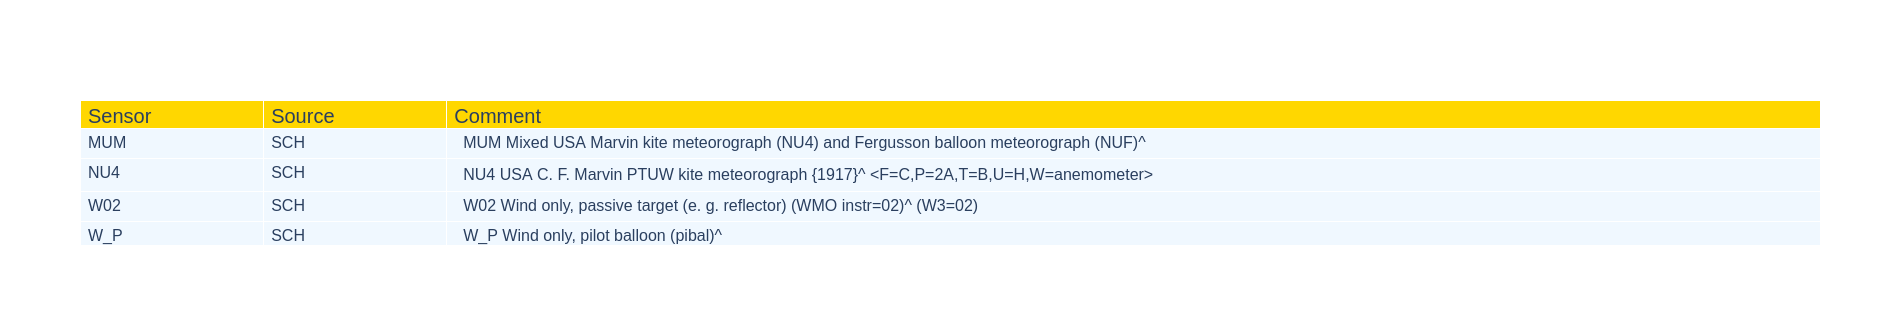 Sensor Source Comment
MUM SCH MUM Mixed USA Marvin kite meteorograph (NU4) and Fergusson balloon meteorograph (NUF)^
NU4 SCH NU4 USA C. F. Marvin PTUW kite meteorograph {1917}^ <F=C,P=2A,T=B,U=H,W=anemometer>
W02 SCH W02 Wind only, passive target (e. g. reflector) (WMO instr=02)^ (W3=02)
W_P SCH W_P Wind only, pilot balloon (pibal)^